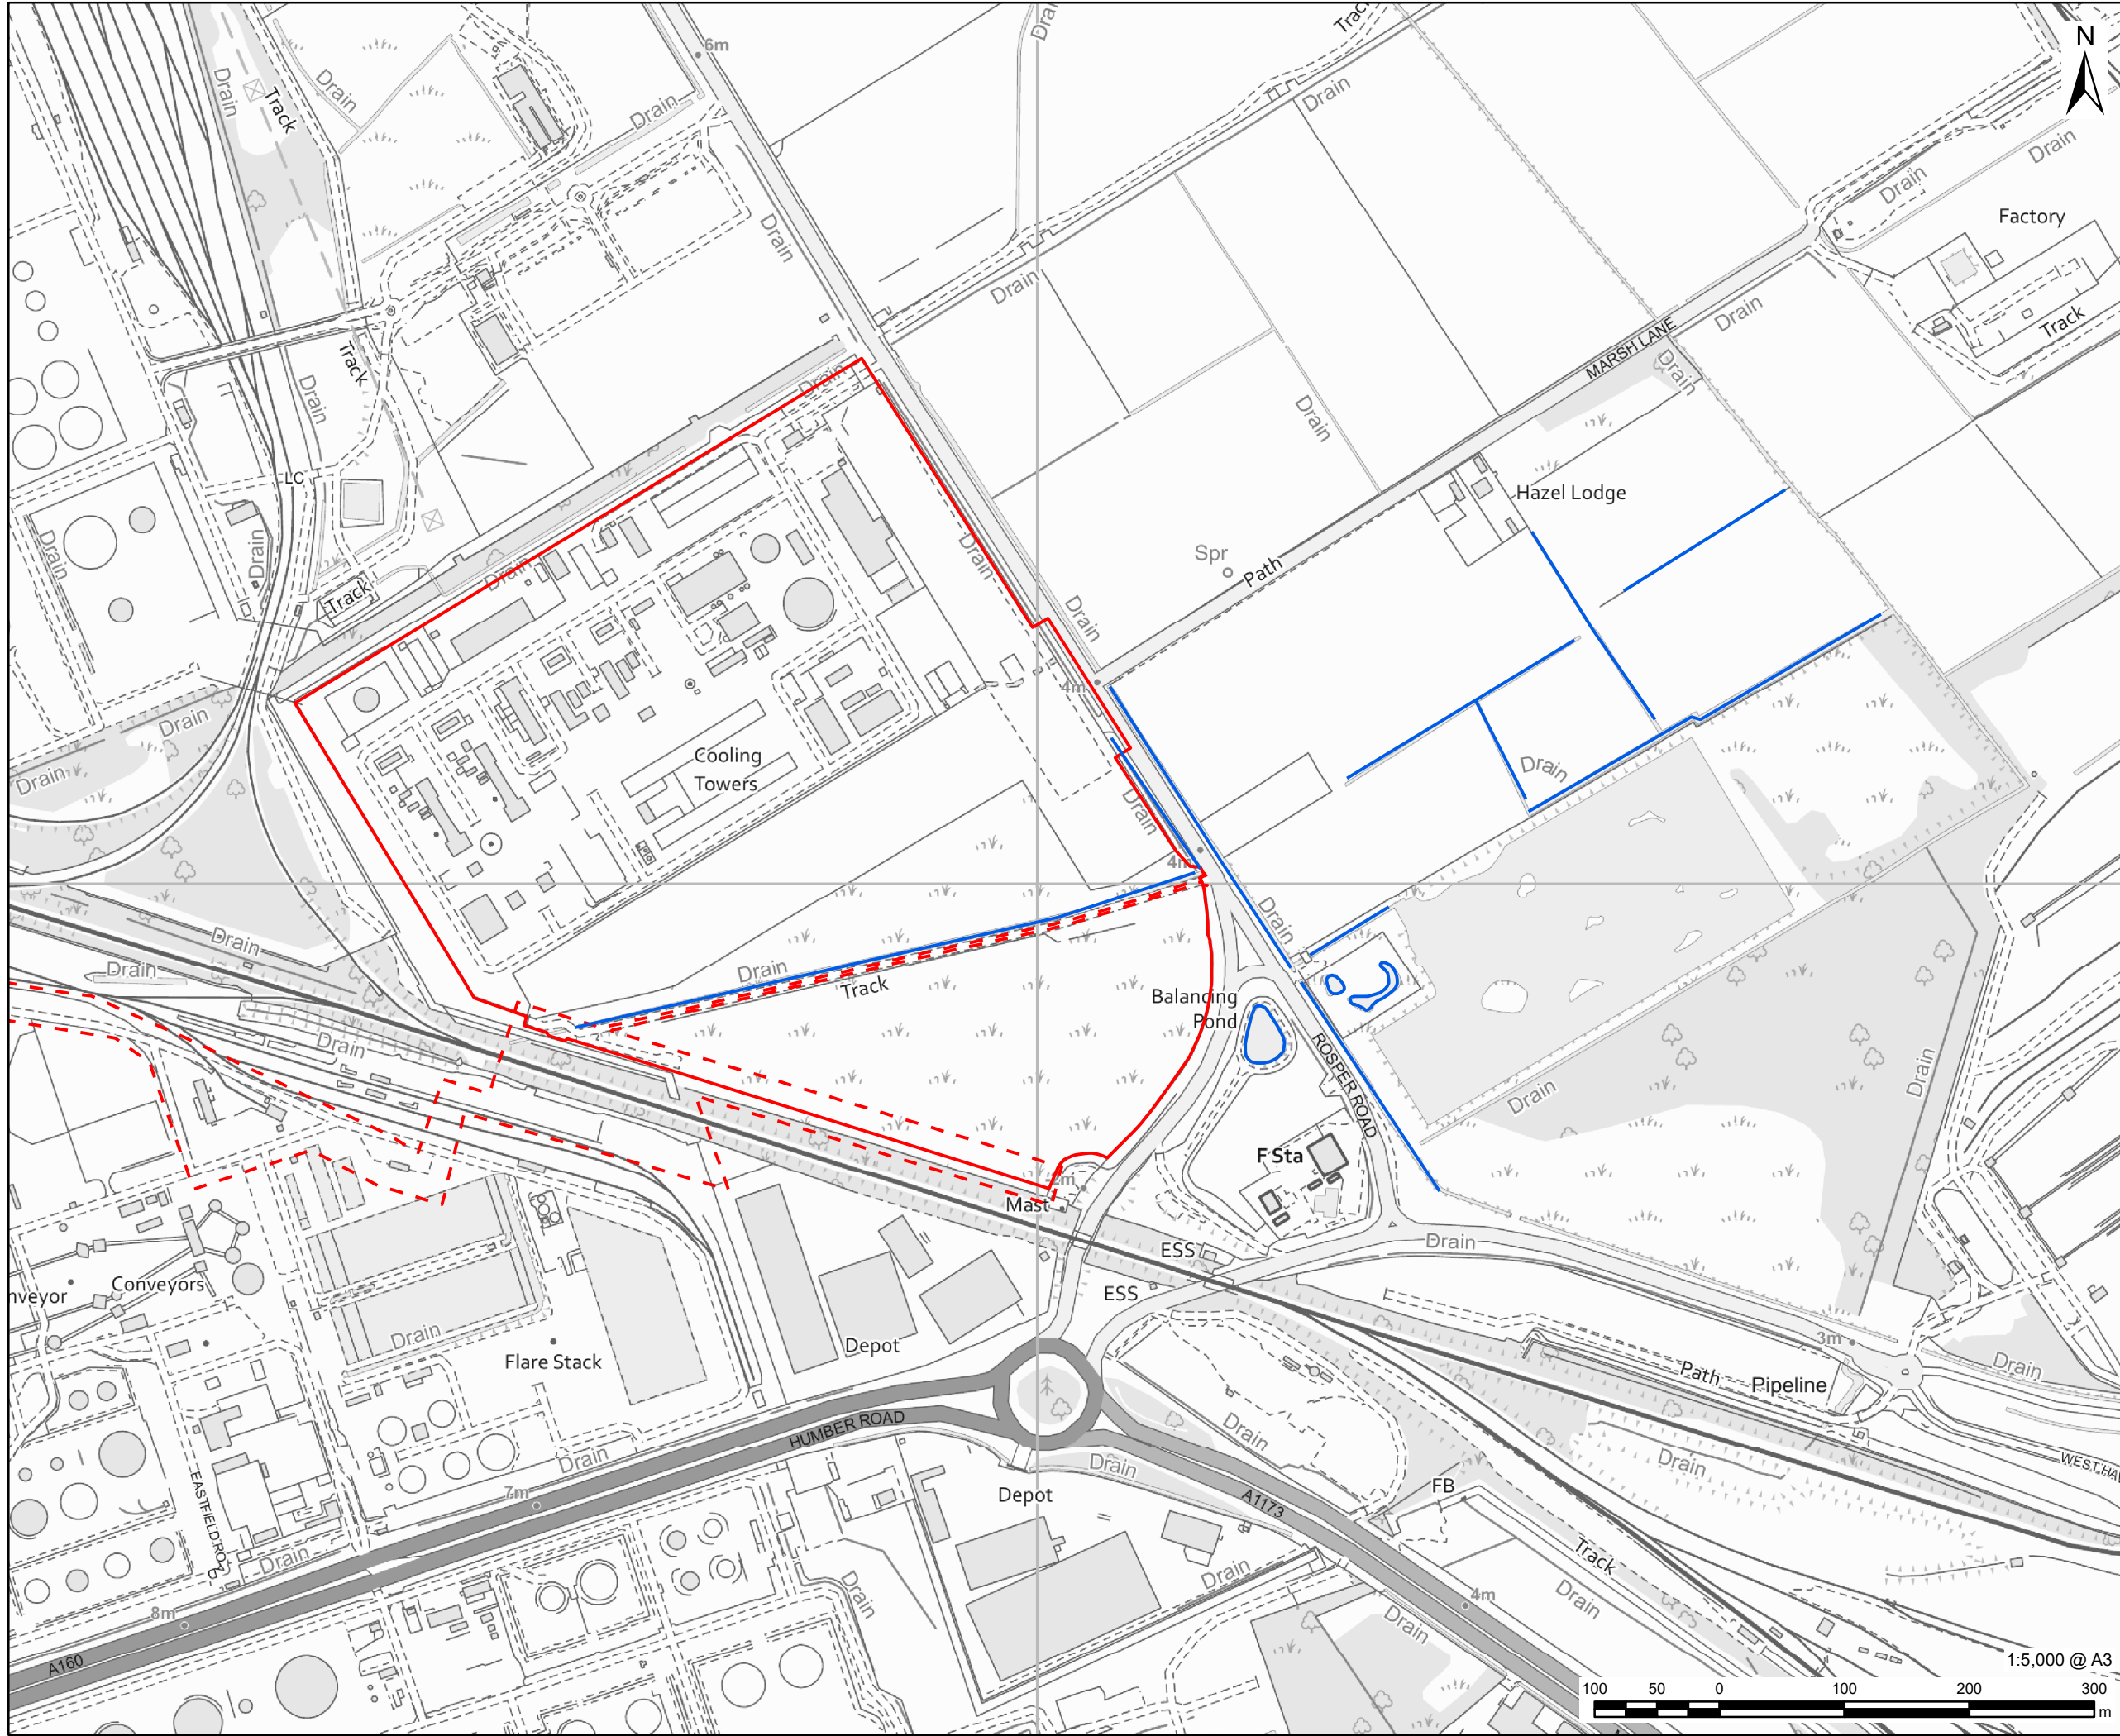 6m
Drain
Track
N
Drain
Track
Drain
Drain
Drain
Drain
Drain
Factory
Drain
Drain
Drain
MARSH LANE
Drain
Track
Drain
Track
Drain
Drain
Drain
LC
Hazel Lodge
Drain
Drain
Drain
Drain
Spr
Path
Track
Drain
4m
Drain
Drain
Cooling
Towers
Drain
Drain
4m
Drain
Drain
Drain
Drain
Track
Balancing
Pond
Drain
ROSPER ROAD
Drain
Drain
F Sta
2m
Mast
ESS
Drain
Conveyors
nveyor
ESS
Drain
Flare Stack
Depot
3m
Path
Pipeline
Drain
HUMBER ROAD
Drain
Drain
Drain
Drain
WEST HA
7m
EASTFIELD ROA
Depot
A1173
FB
Drain
Track
Drain
Drain
4m
Drain
Drain
8m
A160
1:5,000 @ A3
100 50 0 100 200 300
m